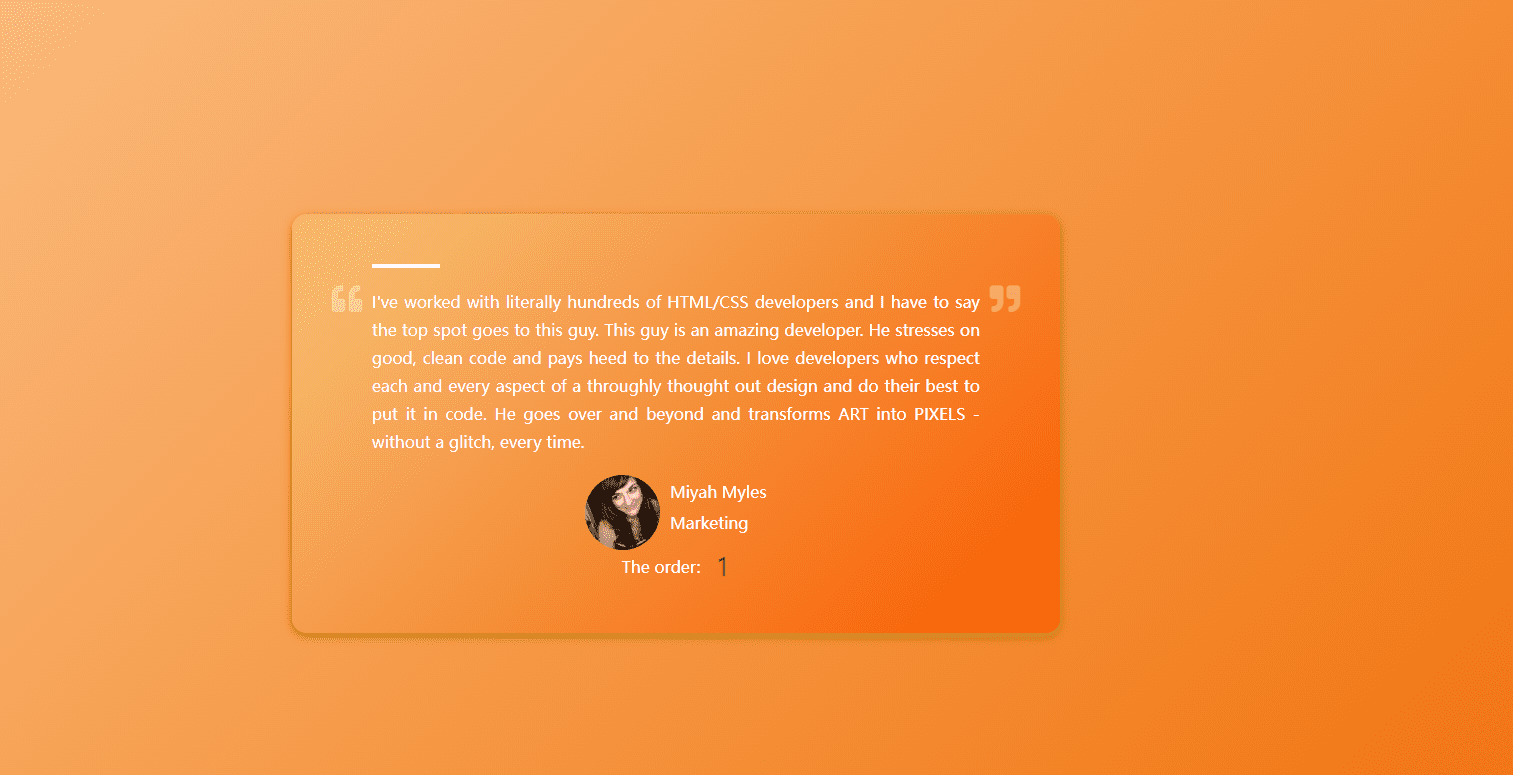 I've worked with literally hundreds of HTML/CSS developers and I have to say
the top spot goes to this guy. This guy is an amazing developer. He stresses on
good, clean code and pays heed to the details. I love developers who respect
each and every aspect of a throughly thought out design and do their best to
put it in code. He goes over and beyond and transforms ART into PIXELS -
without a glitch, every time.
Miyah Myles
Marketing
The order: 1